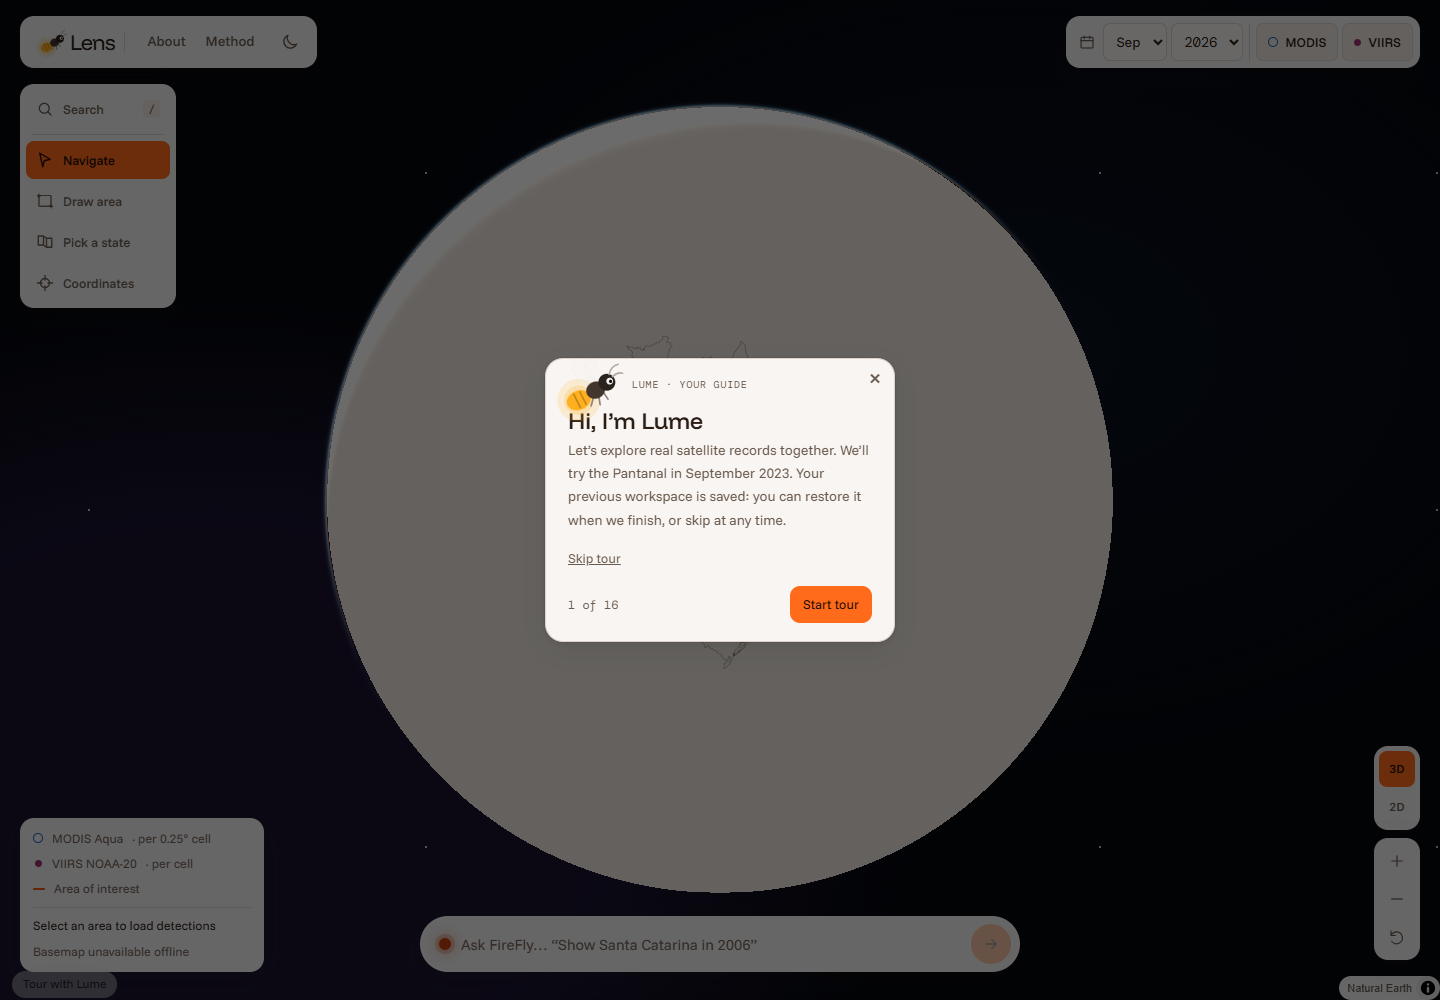 Lens
About
Method
Sep
2026
MODIS
VIIRS
Search
/
Navigate
Draw area
Pick a state
Coordinates
LUME · YOUR GUIDE
×
Hi, I’m Lume
Let’s explore real satellite records together. We’ll
try the Pantanal in September 2023. Your
previous workspace is saved: you can restore it
when we finish, or skip at any time.
Skip tour
1 of 16
Start tour
3D
2D
MODIS Aqua · per 0.25° cell
VIIRS NOAA-20 · per cell
Area of interest
Select an area to load detections
Basemap unavailable offline
Ask FireFly… “Show Santa Catarina in 2006”
Tour with Lume
Natural Earth